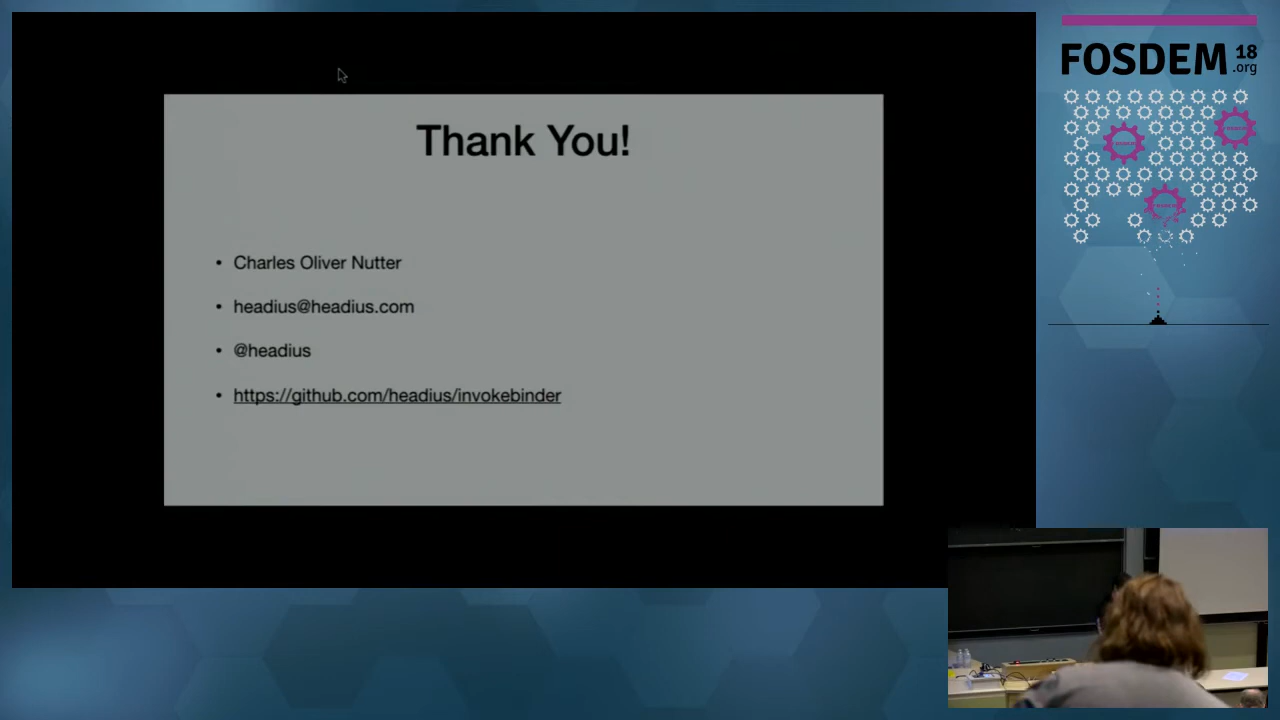 Thank You!
• Charles Oliver Nutter
• headius@headius.com
• @headius
• https://github.com/headius/invokebinder
FOSDEM 18
.org